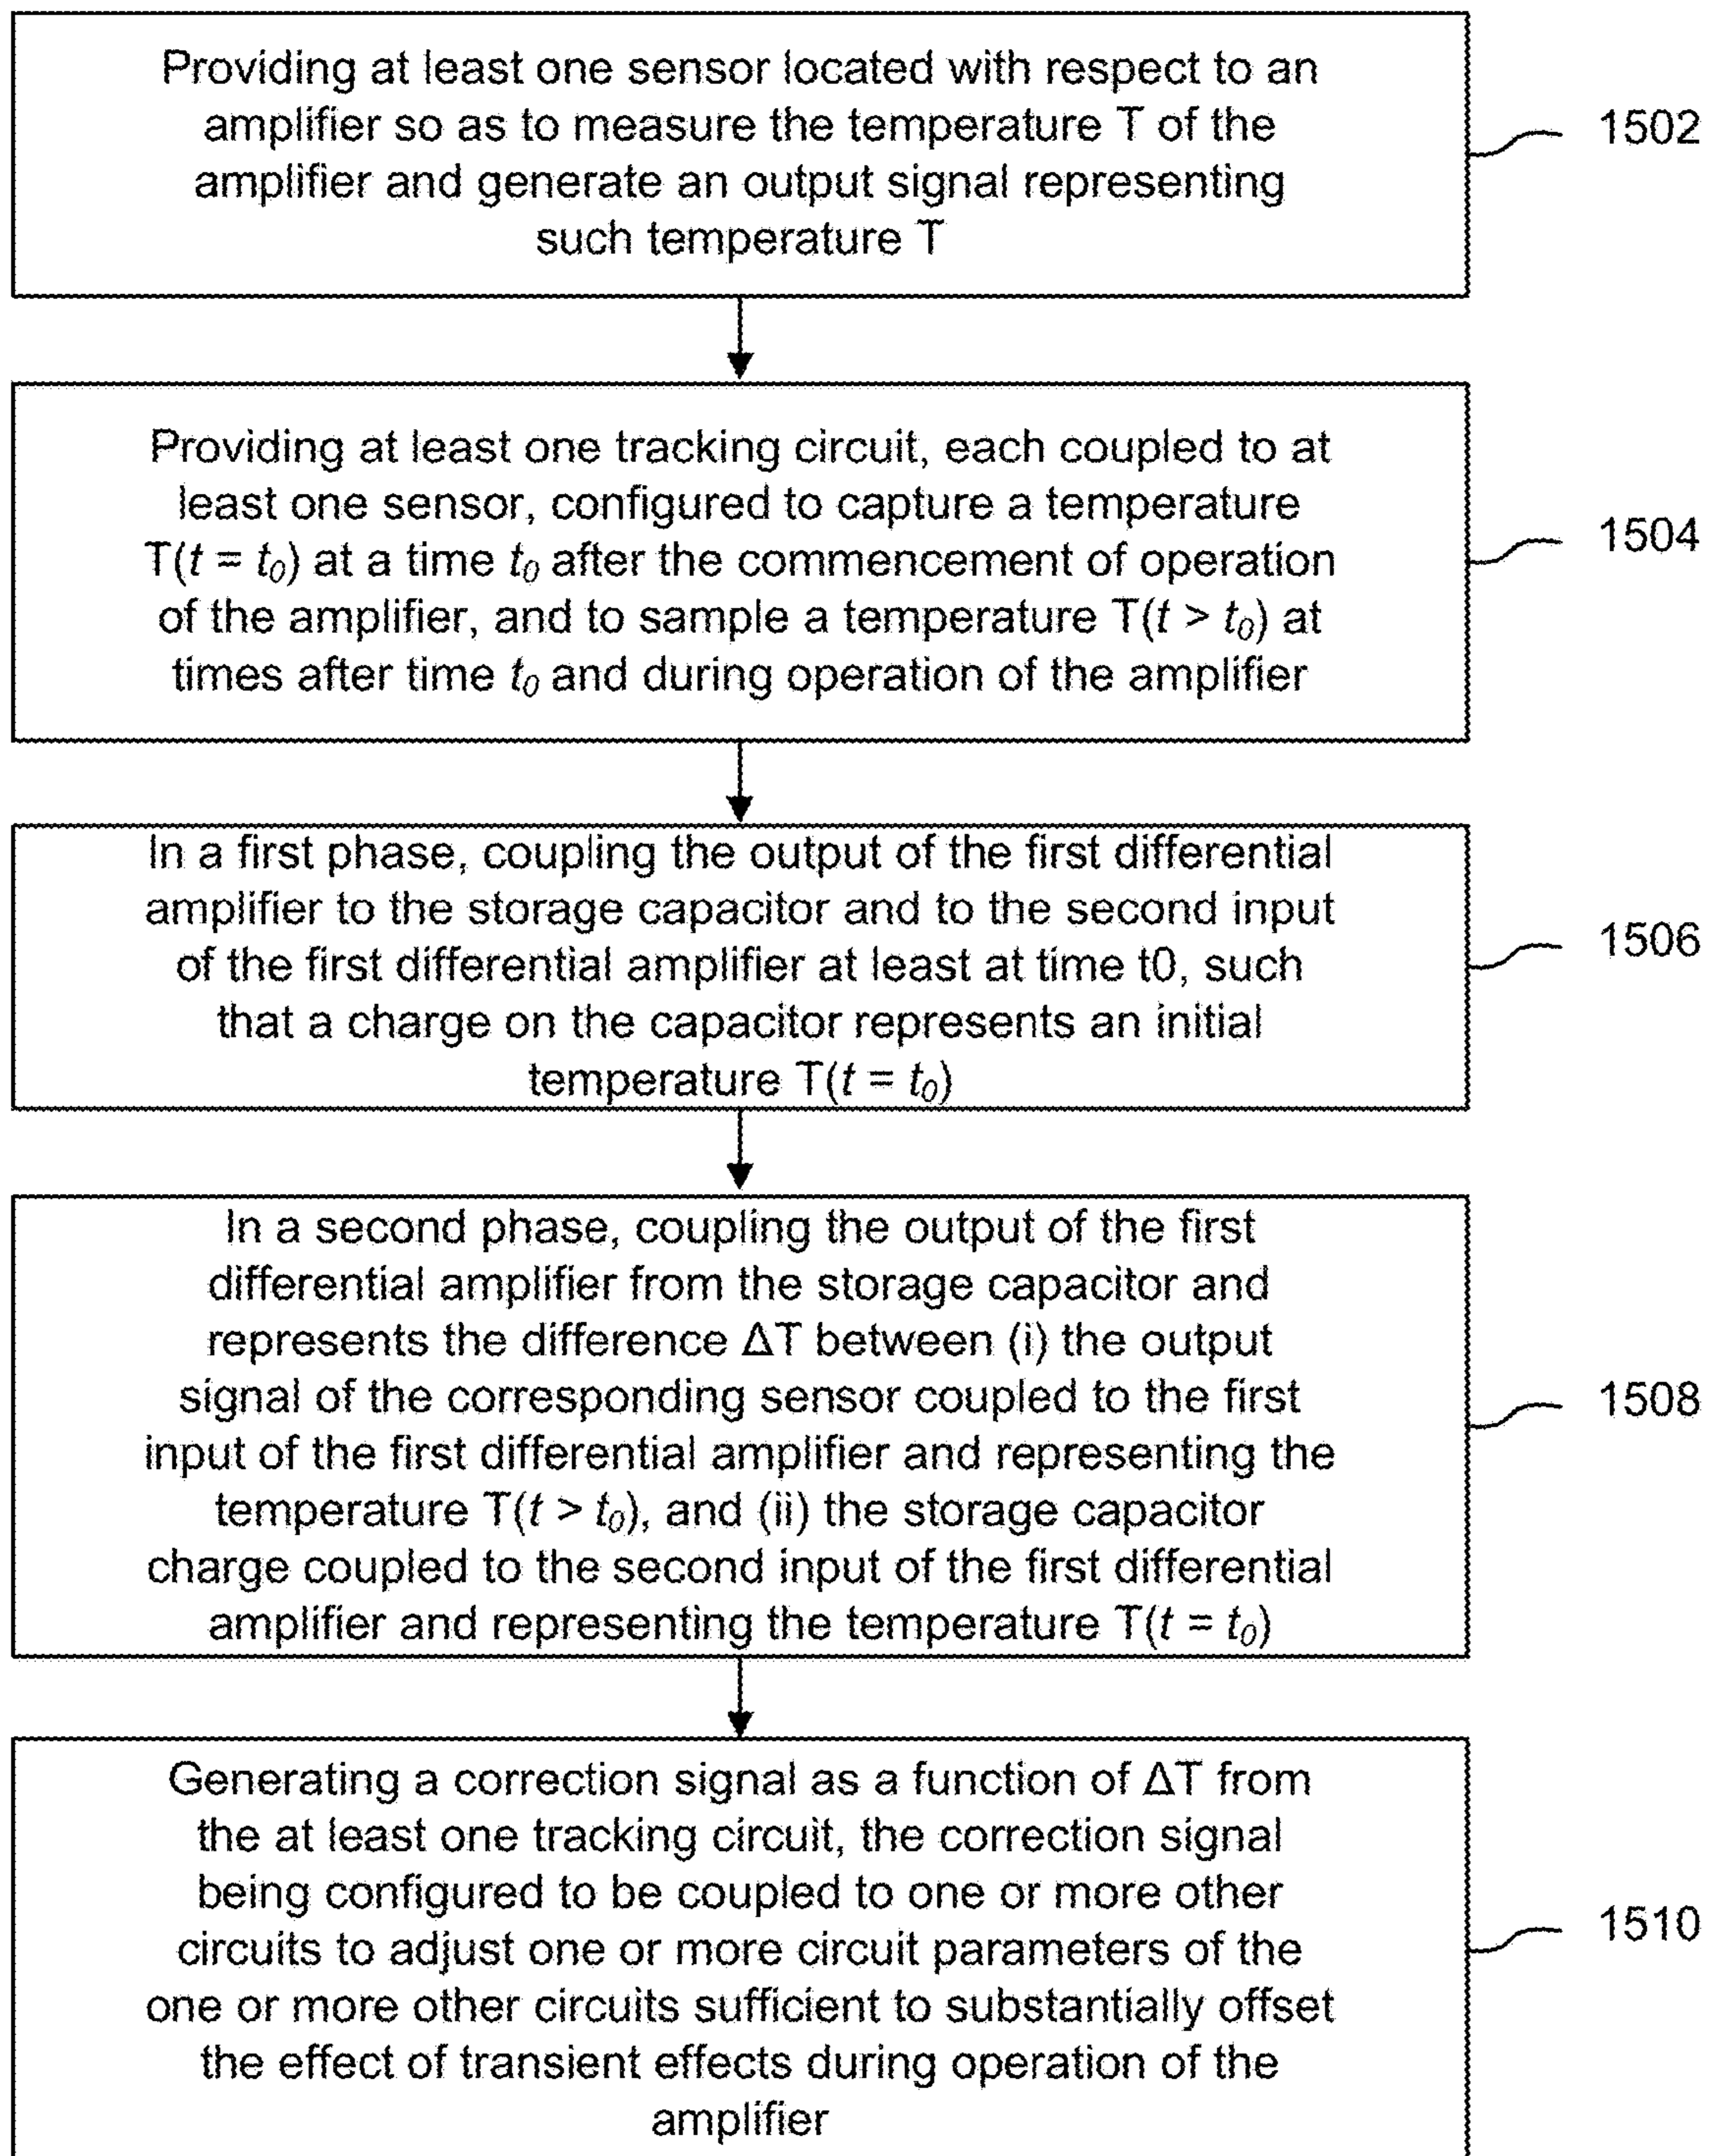 Providing at least one sensor located with respect to an
amplifier so as to measure the temperature T of the
amplifier and generate an output signal representing
such temperature T
1502
Providing at least one tracking circuit, each coupled to at
least one sensor, configured to capture a temperature
T(t = t0) at a time t0 after the commencement of operation
of the amplifier, and to sample a temperature T(t > t0) at
times after time t0 and during operation of the amplifier
1504
In a first phase, coupling the output of the first differential
amplifier to the storage capacitor and to the second input
of the first differential amplifier at least at time t0, such
that a charge on the capacitor represents an initial
temperature T(t = t0)
1506
In a second phase, coupling the output of the first
differential amplifier from the storage capacitor and
represents the difference ΔT between (i) the output
signal of the corresponding sensor coupled to the first
input of the first differential amplifier and representing the
temperature T(t > t0), and (ii) the storage capacitor
charge coupled to the second input of the first differential
amplifier and representing the temperature T(t = t0)
1508
Generating a correction signal as a function of ΔT from
the at least one tracking circuit, the correction signal
being configured to be coupled to one or more other
circuits to adjust one or more circuit parameters of the
one or more other circuits sufficient to substantially offset
the effect of transient effects during operation of the
amplifier
1510